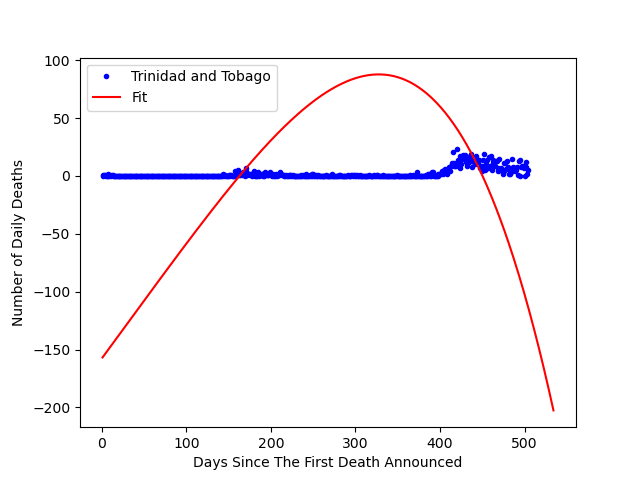 100
50
0
−50
−100
−150
−200
0 100 200 300 400 500
Number of Daily Deaths
Days Since The First Death Announced
Trinidad and Tobago
Fit